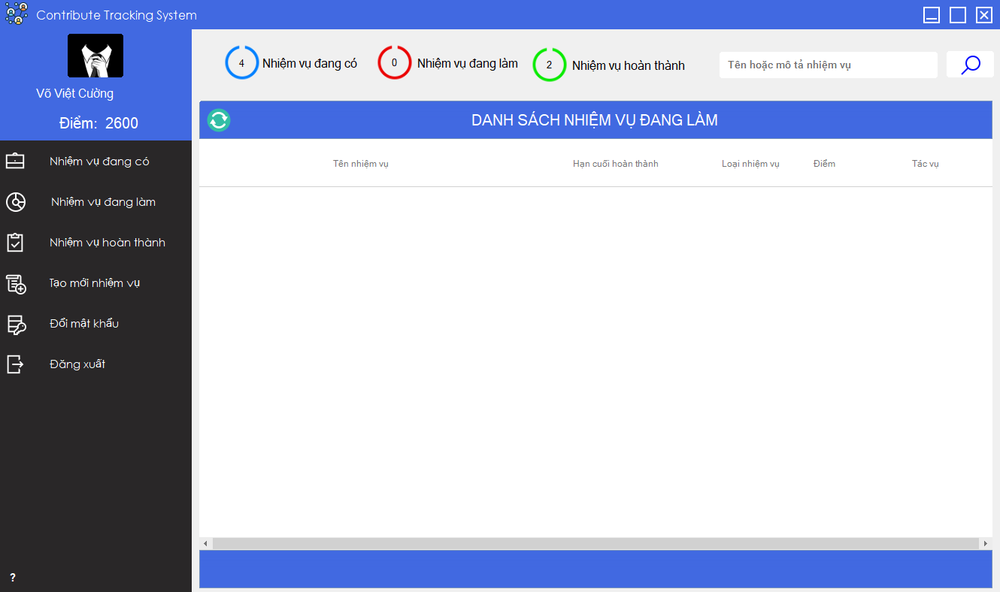 Contribute Tracking System
Võ Việt Cường
Điểm: 2600
Nhiệm vụ đang có
Nhiệm vụ đang làm
Nhiệm vụ hoàn thành
Tạo mới nhiệm vụ
Đổi mật khẩu
Đăng xuất
?
4 Nhiệm vụ đang có 0 Nhiệm vụ đang làm 2 Nhiệm vụ hoàn thành Tên hoặc mô tả nhiệm vụ
DANH SÁCH NHIỆM VỤ ĐANG LÀM
Tên nhiệm vụ Hạn cuối hoàn thành Loại nhiệm vụ Điểm Tác vụ